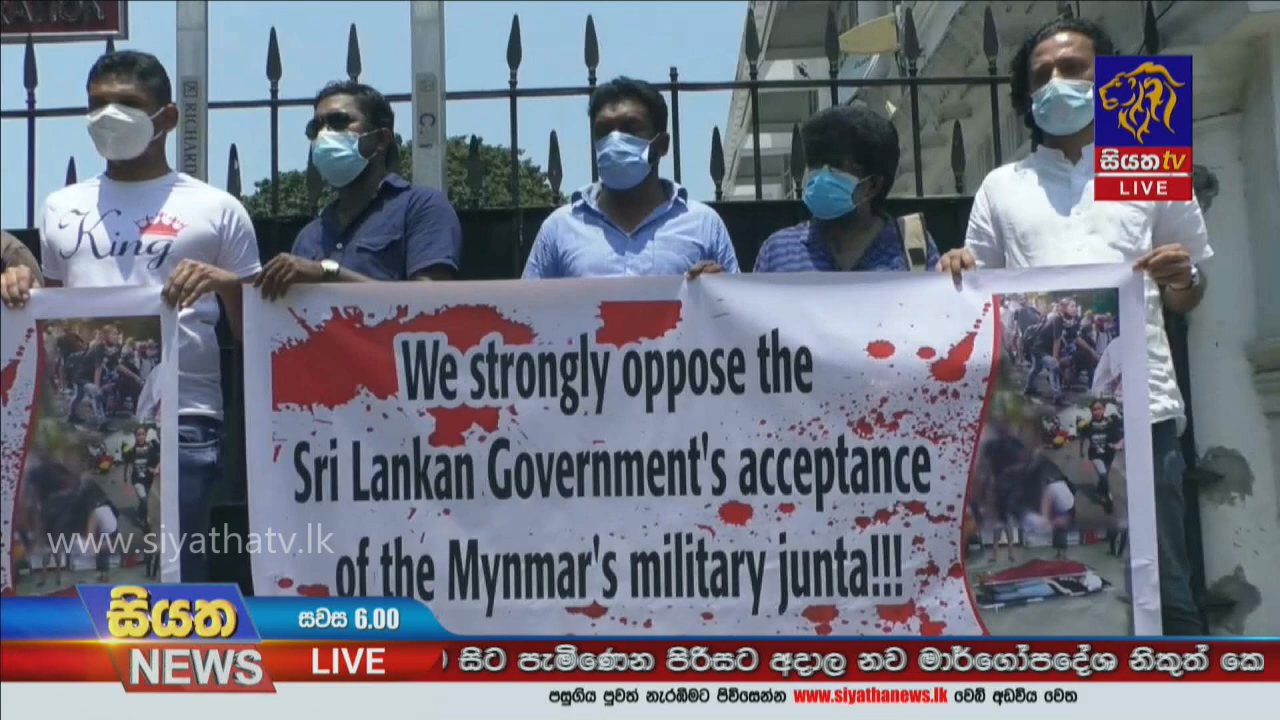 RICHARD
C.J
King
සියත tv
LIVE
We strongly oppose the
Sri Lankan Government's acceptance
of the Mynmar's military junta!!!
www.siyathatv.lk
සියත
NEWS
සවස 6.00
LIVE
සිට පැමිණෙන පිරිසට අදාල නව මාර්ගෝපදේශ නිකුත් කෙ
පසුගිය පුවත් නැරඹීමට පිවිසෙන්න www.siyathanews.lk වෙබ් අඩවිය වෙත